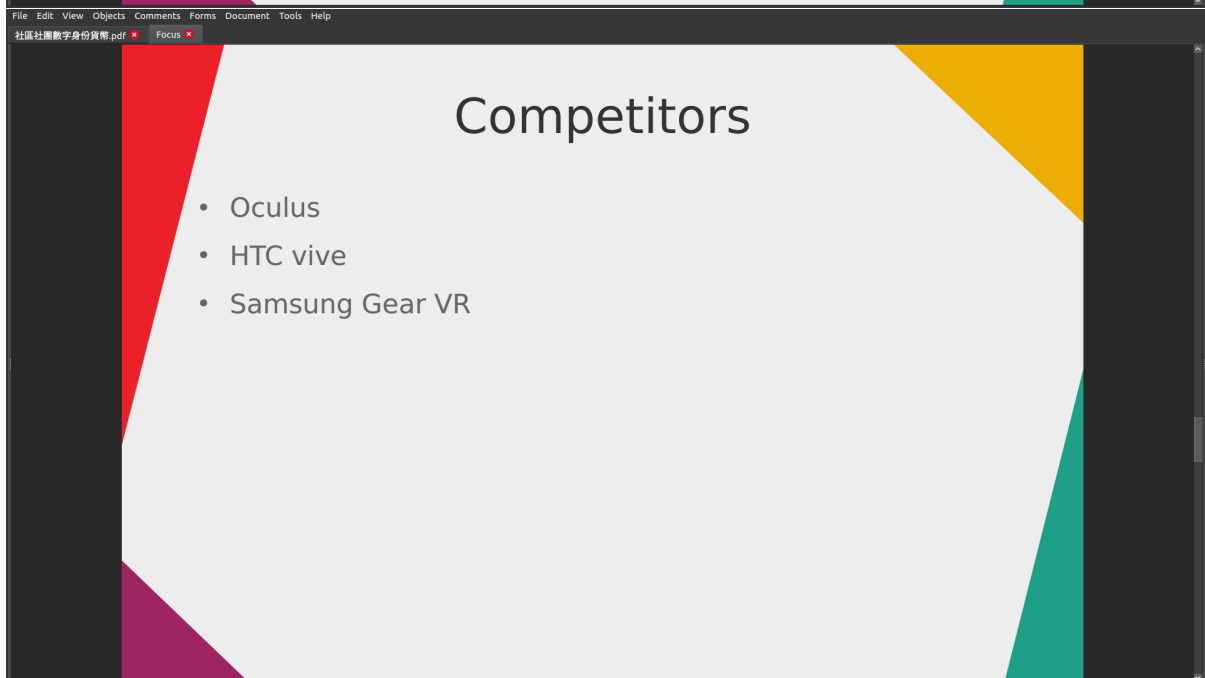 File Edit View Objects Comments Forms Document Tools Help
社區社團數字身份貨幣.pdf Focus
Competitors
• Oculus
• HTC vive
• Samsung Gear VR